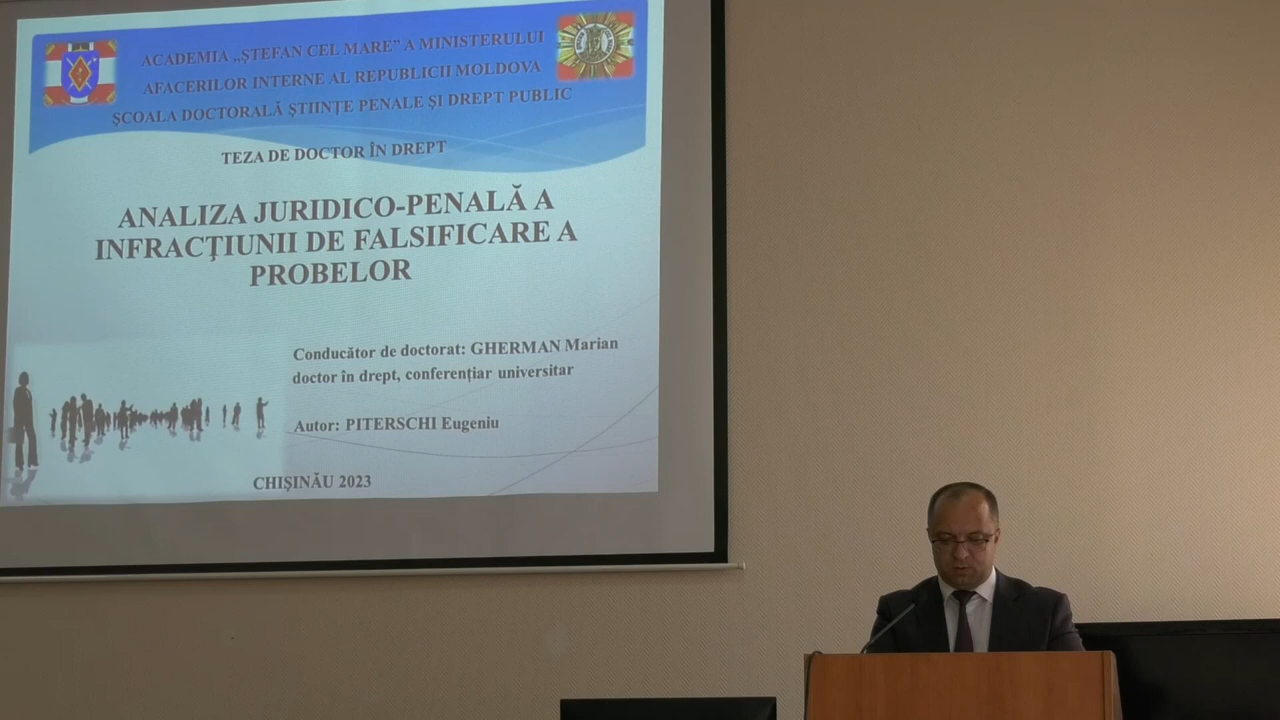 ACADEMIA „ŞTEFAN CEL MARE” A MINISTERULUI
AFACERILOR INTERNE AL REPUBLICII MOLDOVA
ŞCOALA DOCTORALĂ ŞTIINȚE PENALE ŞI DREPT PUBLIC
TEZA DE DOCTOR ÎN DREPT
ANALIZA JURIDICO-PENALĂ A
INFRACŢIUNII DE FALSIFICARE A
PROBELOR
Conducător de doctorat: GHERMAN Marian
doctor în drept, conferențiar universitar
Autor: PITERSCHI Eugeniu
CHIŞINĂU 2023